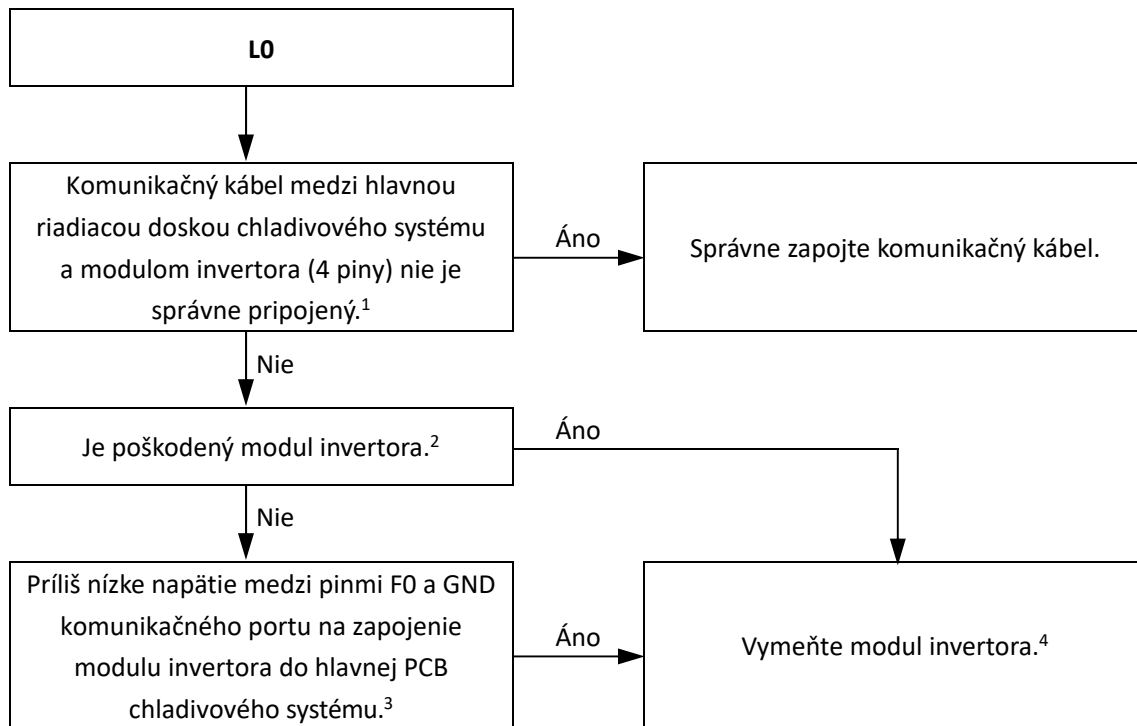 L0
Komunikačný kábel medzi hlavnou
riadiacou doskou chladivového systému
a modulom invertora (4 piny) nie je
správne pripojený.¹
Áno
Správne zapojte komunikačný kábel.
Nie
Je poškodený modul invertora.²
Áno
Nie
Príliš nízke napätie medzi pinmi F0 a GND
komunikačného portu na zapojenie
modulu invertora do hlavnej PCB
chladivového systému.³
Áno
Vymeňte modul invertora.⁴